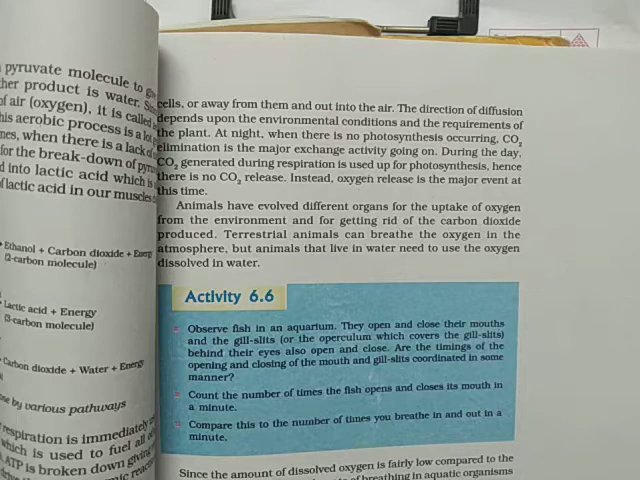 pyruvate molecule to
her product is water.
of air (oxygen), it is called
his aerobic process is a lot
nes, when there is a lack of
for the break-down of
d into lactic acid which is
f lactic acid in our muscles
Ethanol + Carbon dioxide + Energy
(2-carbon molecule)
Lactic acid + Energy
(3-carbon molecule)
Carbon dioxide + Water + Energy
ose by various pathways
respiration is immediately
which is used to fuel all
ATP is broken down giving
cells, or away from them and out into the air. The direction of diffusion
depends upon the environmental conditions and the requirements of
the plant. At night, when there is no photosynthesis occurring, CO₂
elimination is the major exchange activity going on. During the day,
CO₂ generated during respiration is used up for photosynthesis, hence
there is no CO₂ release. Instead, oxygen release is the major event at
this time.
Animals have evolved different organs for the uptake of oxygen
from the environment and for getting rid of the carbon dioxide
produced. Terrestrial animals can breathe the oxygen in the
atmosphere, but animals that live in water need to use the oxygen
dissolved in water.
Activity 6.6
Observe fish in an aquarium. They open and close their mouths
and the gill-slits (or the operculum which covers the gill-slits)
behind their eyes also open and close. Are the timings of the
opening and closing of the mouth and gill-slits coordinated in some
manner?
Count the number of times the fish opens and closes its mouth in
a minute.
Compare this to the number of times you breathe in and out in a
minute.
Since the amount of dissolved oxygen is fairly low compared to the
of breathing in aquatic organisms